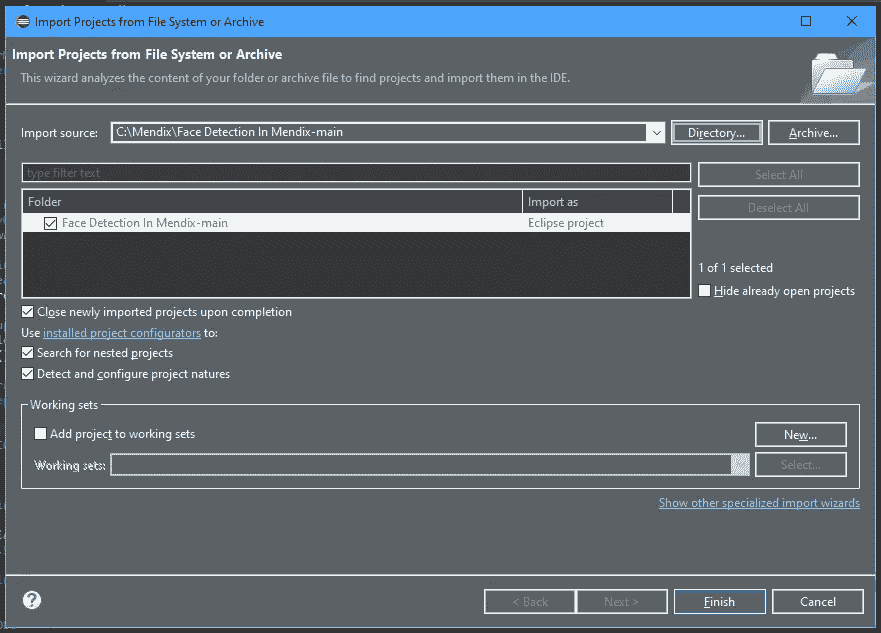 Import Projects from File System or Archive
Import Projects from File System or Archive
This wizard analyzes the content of your folder or archive file to find projects and import them in the IDE.
Import source: C:\Mendix\Face Detection In Mendix-main Directory... Archive...
type filter text Select All
Folder Import as Deselect All
Face Detection In Mendix-main Eclipse project
1 of 1 selected
Hide already open projects
Close newly imported projects upon completion
Use installed project configurators to:
Search for nested projects
Detect and configure project natures
Working sets
Add project to working sets New...
Working sets: Select...
Show other specialized import wizards
? < Back Next > Finish Cancel